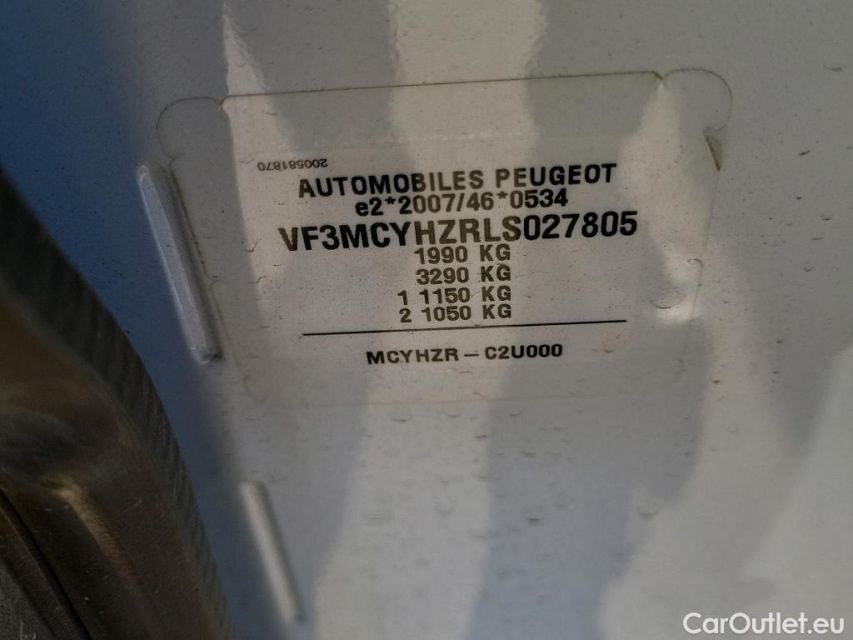 200581870
AUTOMOBILES PEUGEOT
e2*2007/46*0534
VF3MCYHZRLS027805
1990 KG
3290 KG
1 1150 KG
2 1050 KG
MCYHZR - C2U000
CarOutlet.eu